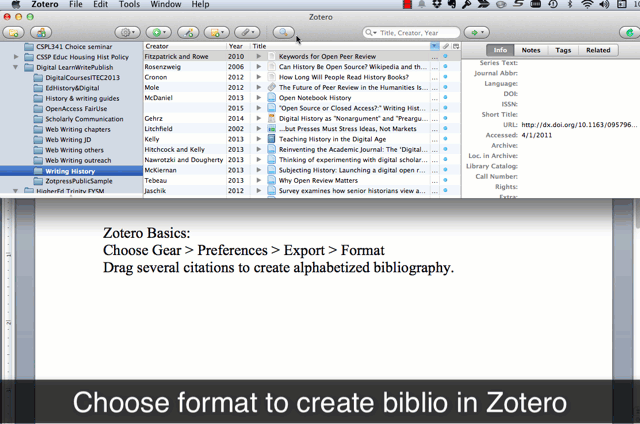 Zotero File Edit Tools Window Help
Zotero
Title, Creator, Year
CSPL341 Choice seminar
CSSP Educ Housing Hist Policy
Digital LearnWritePublish
DigitalCoursesITEC2013
EdHistory&Digital
History & writing guides
OpenAccess FairUse
Scholarly Communication
Web Writing chapters
Web Writing JD
Web Writing others
Web Writing outreach
Writing History
ZotpressPublicSample
HigherEd Trinity FYSM
Creator Year Title
Fitzpatrick and Rowe 2010 Keywords for Open Peer Review
Rosenzweig 2006 Can History Be Open Source? Wikipedia and th... ...
Cronon 2012 How Long Will People Read History Books?
Mole 2012 The Future of Peer Review in the Humanities Is... ...
McDaniel 2013 Open Notebook History
2013 "Open Source or Closed Access?:" Writing Hist... ...
Gehrz 2014 Digital History as "Nonargument" and "Preargu... ...
Litchfield 2002 ...but Presses Must Stress Ideas, Not Markets ...
Kelly 2013 Teaching History in the Digital Age
Hitchcock and Kelly 2013 Reinventing the Academic Journal: The 'Digital... ...
Nawrotzki and Dougherty 2013 Thinking of experimenting with digital scholar... ...
McKiernan 2013 Subjecting History: Launching a digital open r... ...
Tebeau 2013 Why Open Review Matters ...
Jaschik 2012 Survey examines how senior historians view a... ...
Info Notes Tags Related
Series Text:
Journal Abbr:
Language:
DOI:
ISSN:
Short Title:
URL: http://dx.doi.org/10.1163/095796...
Accessed: 4/1/2011
Archive:
Loc. in Archive:
Library Catalog:
Call Number:
Rights:
Extra:
Zotero Basics:
Choose Gear > Preferences > Export > Format
Drag several citations to create alphabetized bibliography.
Choose format to create biblio in Zotero